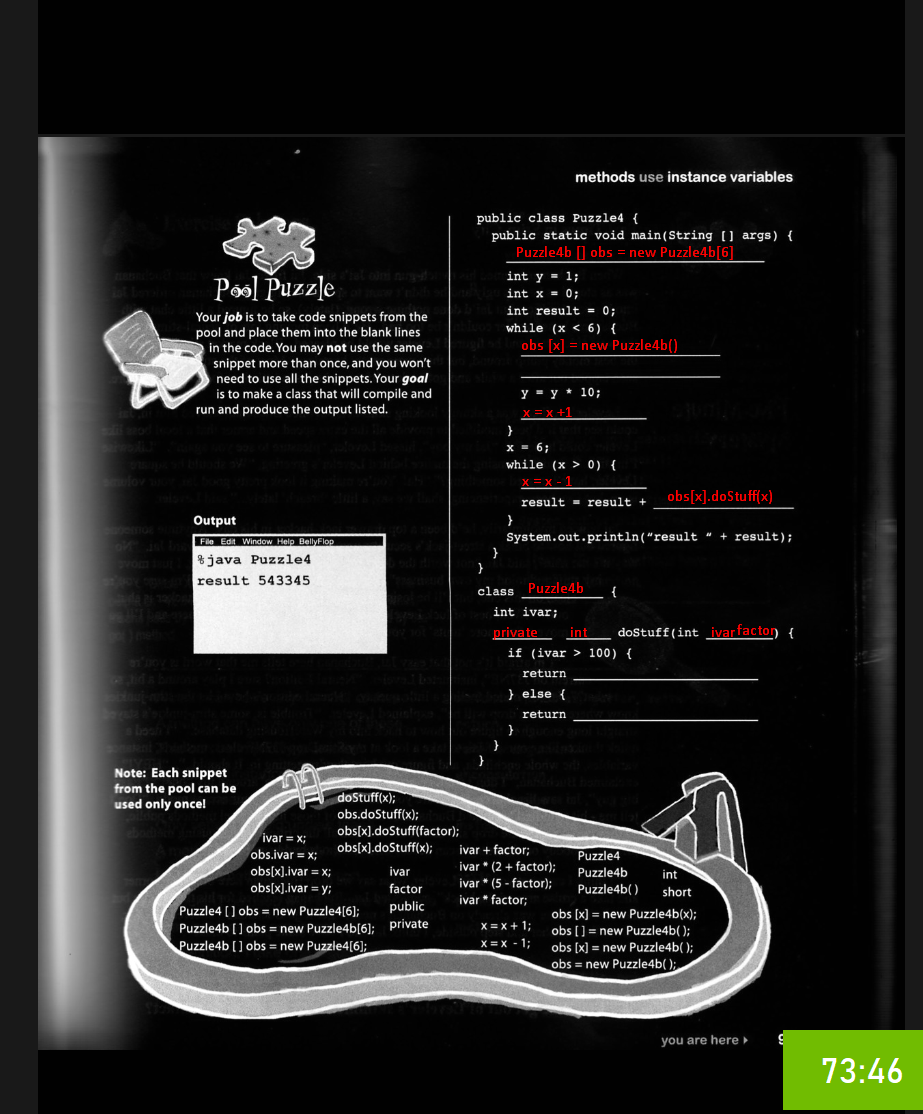 methods use instance variables
Pool Puzzle
Your job is to take code snippets from the
pool and place them into the blank lines
in the code. You may not use the same
snippet more than once, and you won't
need to use all the snippets. Your goal
is to make a class that will compile and
run and produce the output listed.
Output
File Edit Window Help BellyFlop
%java Puzzle4
result 543345
public class Puzzle4 {
public static void main(String [] args) {
Puzzle4b [] obs = new Puzzle4b[6]
int y = 1;
int x = 0;
int result = 0;
while (x < 6) {
obs [x] = new Puzzle4b()
y = y * 10;
x = x +1
}
x = 6;
while (x > 0) {
x = x - 1
result = result + obs[x].doStuff(x)
}
System.out.println("result " + result);
}
}
class Puzzle4b {
int ivar;
private int doStuff(int ivar factor) {
if (ivar > 100) {
return
} else {
return
}
}
}
Note: Each snippet
from the pool can be
used only once!
doStuff(x);
obs.doStuff(x);
obs[x].doStuff(factor);
obs[x].doStuff(x);
ivar = x;
obs.ivar = x;
obs[x].ivar = x;
obs[x].ivar = y;
ivar
factor
public
private
ivar + factor;
ivar * (2 + factor);
ivar * (5 - factor);
ivar * factor;
Puzzle4
Puzzle4b
Puzzle4b( )
int
short
Puzzle4 [ ] obs = new Puzzle4[6];
Puzzle4b [ ] obs = new Puzzle4b[6];
Puzzle4b [ ] obs = new Puzzle4[6];
x = x + 1;
x = x - 1;
obs [x] = new Puzzle4b(x);
obs [ ] = new Puzzle4b( );
obs [x] = new Puzzle4b( );
obs = new Puzzle4b( );
you are here
73:46